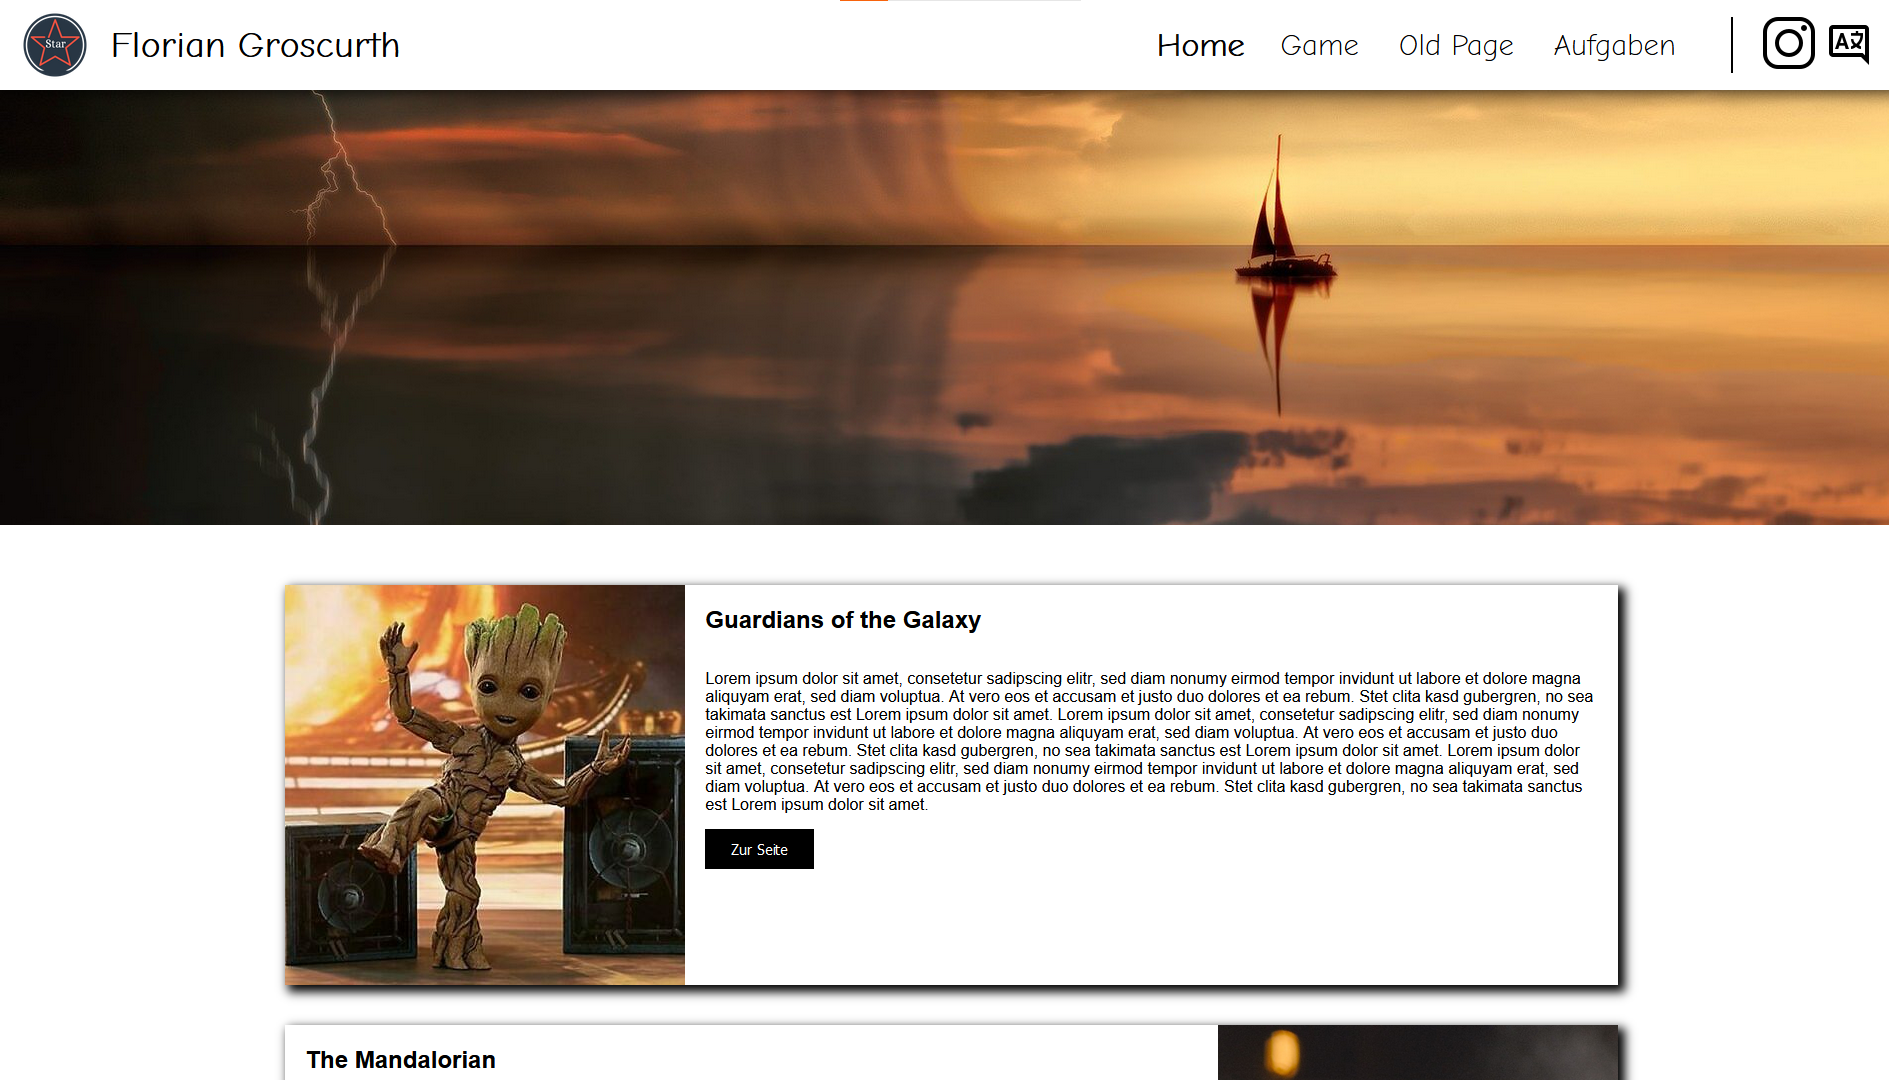 Star
Florian Groscurth
Home Game Old Page Aufgaben
A文
Guardians of the Galaxy
Lorem ipsum dolor sit amet, consetetur sadipscing elitr, sed diam nonumy eirmod tempor invidunt ut labore et dolore magna
aliquyam erat, sed diam voluptua. At vero eos et accusam et justo duo dolores et ea rebum. Stet clita kasd gubergren, no sea
takimata sanctus est Lorem ipsum dolor sit amet. Lorem ipsum dolor sit amet, consetetur sadipscing elitr, sed diam nonumy
eirmod tempor invidunt ut labore et dolore magna aliquyam erat, sed diam voluptua. At vero eos et accusam et justo duo
dolores et ea rebum. Stet clita kasd gubergren, no sea takimata sanctus est Lorem ipsum dolor sit amet. Lorem ipsum dolor
sit amet, consetetur sadipscing elitr, sed diam nonumy eirmod tempor invidunt ut labore et dolore magna aliquyam erat, sed
diam voluptua. At vero eos et accusam et justo duo dolores et ea rebum. Stet clita kasd gubergren, no sea takimata sanctus
est Lorem ipsum dolor sit amet.
Zur Seite
The Mandalorian